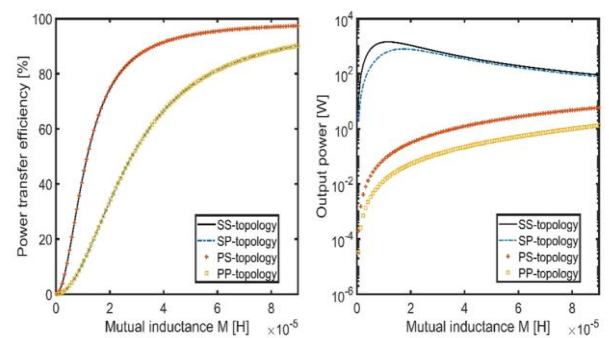 Power transfer efficiency [%]
100
80
60
40
20
0
SS-topology
SP-topology
PS-topology
PP-topology
0 2 4 6 8
Mutual inductance M [H] ×10⁻⁵
Output power [W]
10⁴
10²
10⁰
10⁻²
10⁻⁴
10⁻⁶
SS-topology
SP-topology
PS-topology
PP-topology
0 2 4 6 8
Mutual inductance M [H] ×10⁻⁵